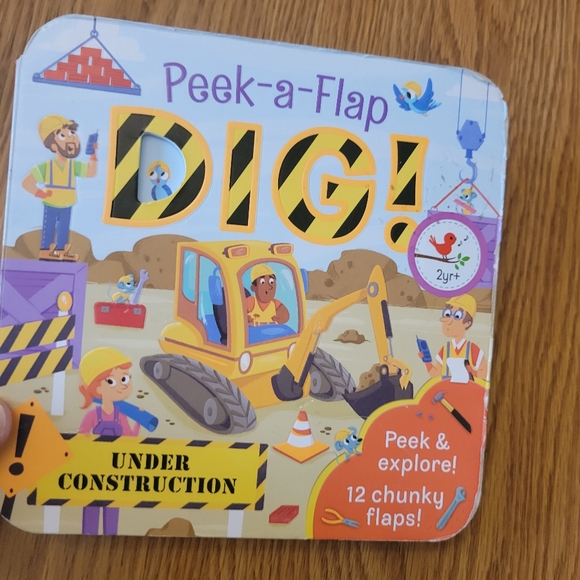 Peek-a-Flap
DIG!
2yr+
UNDER
CONSTRUCTION
Peek &
explore!
12 chunky
flaps!